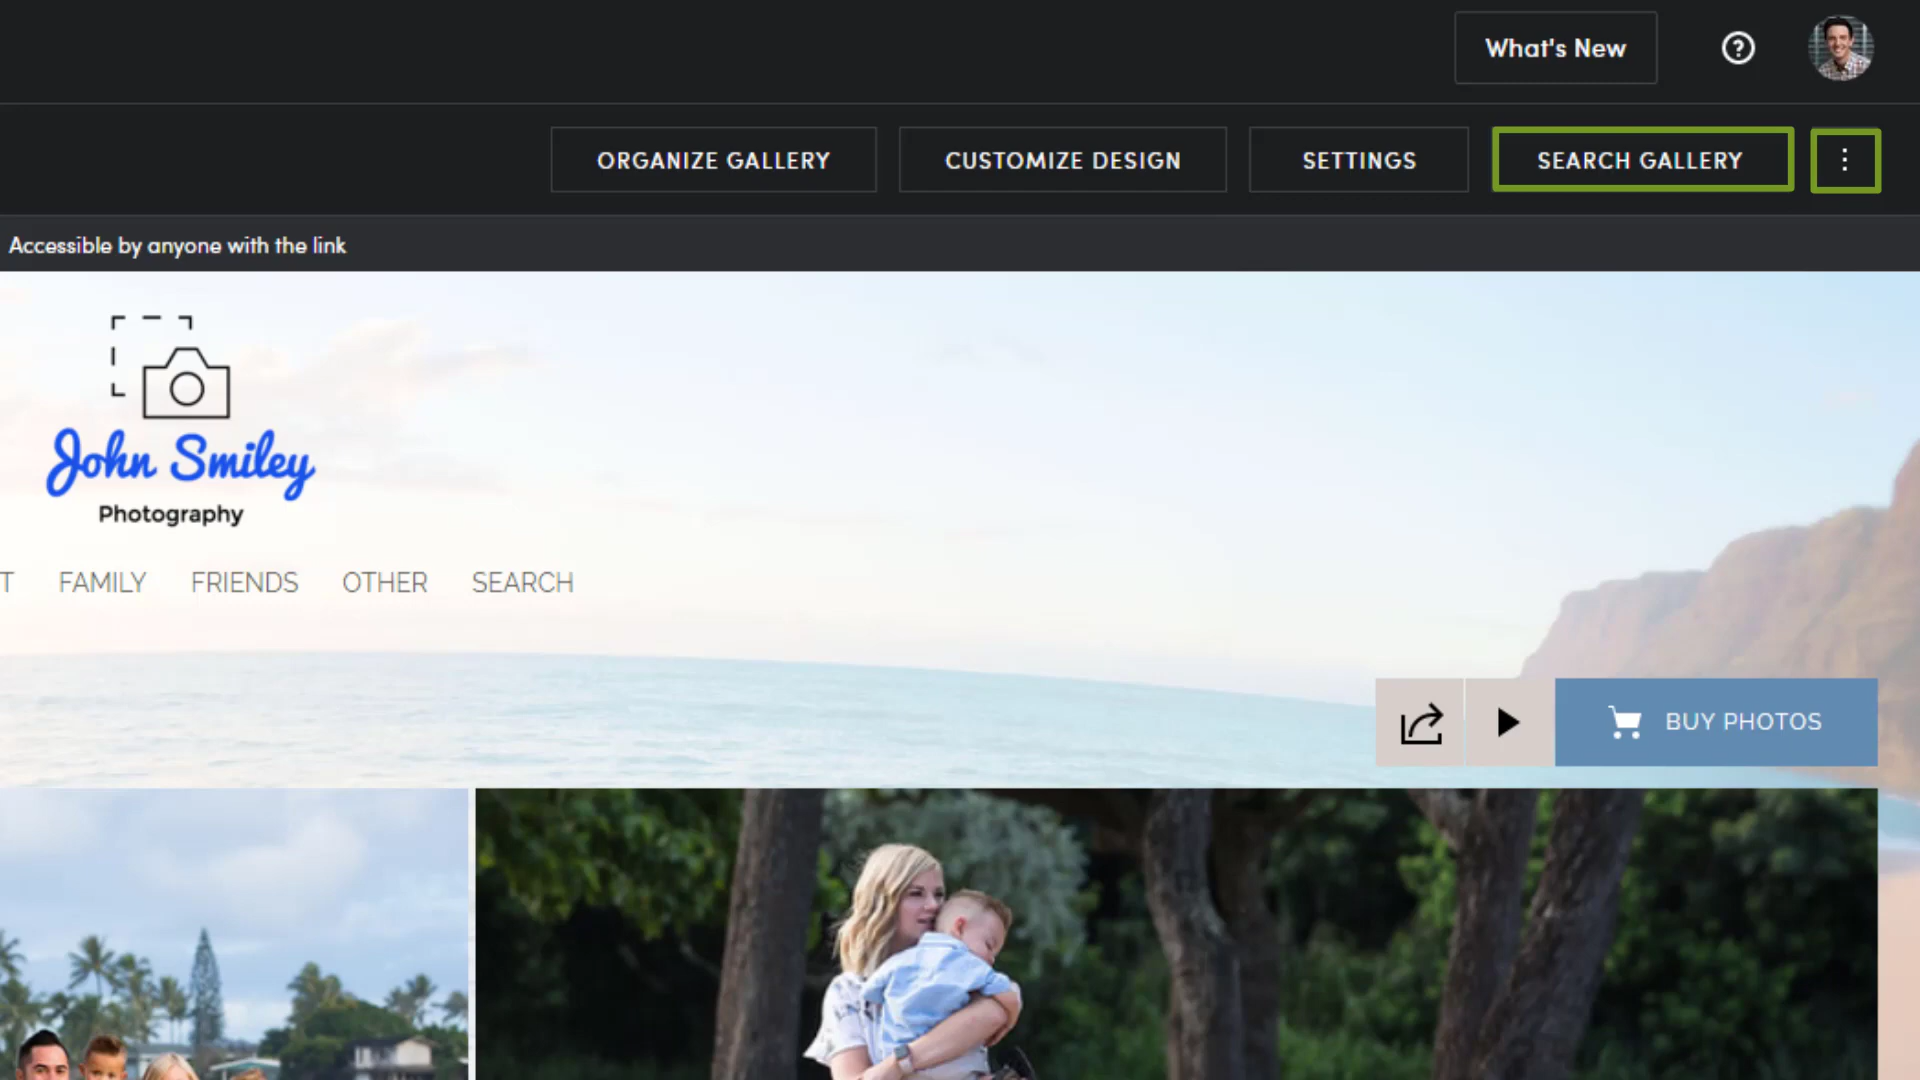 What's New
ORGANIZE GALLERY
CUSTOMIZE DESIGN
SETTINGS
SEARCH GALLERY
Accessible by anyone with the link
John Smiley
Photography
T
FAMILY
FRIENDS
OTHER
SEARCH
BUY PHOTOS